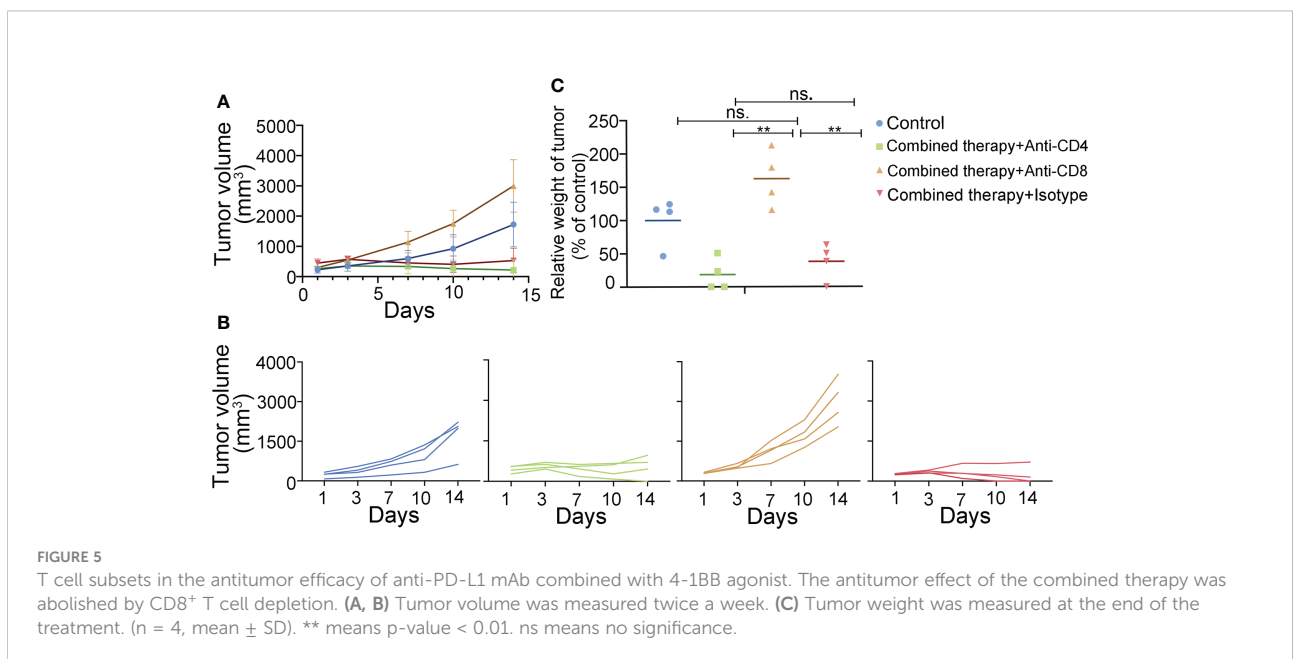 A
Tumor volume
(mm³)
5000
4000
3000
2000
1000
0
0 5 10 15
Days
C
Relative weight of tumor
(% of control)
250
200
150
100
50
0
ns.
ns.
** **
Control
Combined therapy+Anti-CD4
Combined therapy+Anti-CD8
Combined therapy+Isotype
B
Tumor volume
(mm³)
4000
3000
1500
0
1 3 7 10 14
Days
1 3 7 10 14
Days
1 3 7 10 14
Days
1 3 7 10 14
Days
FIGURE 5
T cell subsets in the antitumor efficacy of anti-PD-L1 mAb combined with 4-1BB agonist. The antitumor effect of the combined therapy was
abolished by CD8⁺ T cell depletion. (A, B) Tumor volume was measured twice a week. (C) Tumor weight was measured at the end of the
treatment. (n = 4, mean ± SD). ** means p-value < 0.01. ns means no significance.